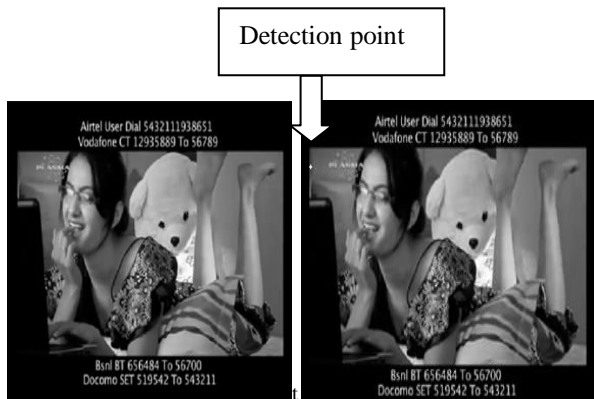 Detection point
Airtel User Dial 5432111938651
Vodafone CT 12935889 To 56789
Bsnl BT 656484 To 56700
Docomo SET 519542 To 543211
Airtel User Dial 5432111938651
Vodafone CT 12935889 To 56789
Bsnl BT 656484 To 56700
Docomo SET 519542 To 543211
t